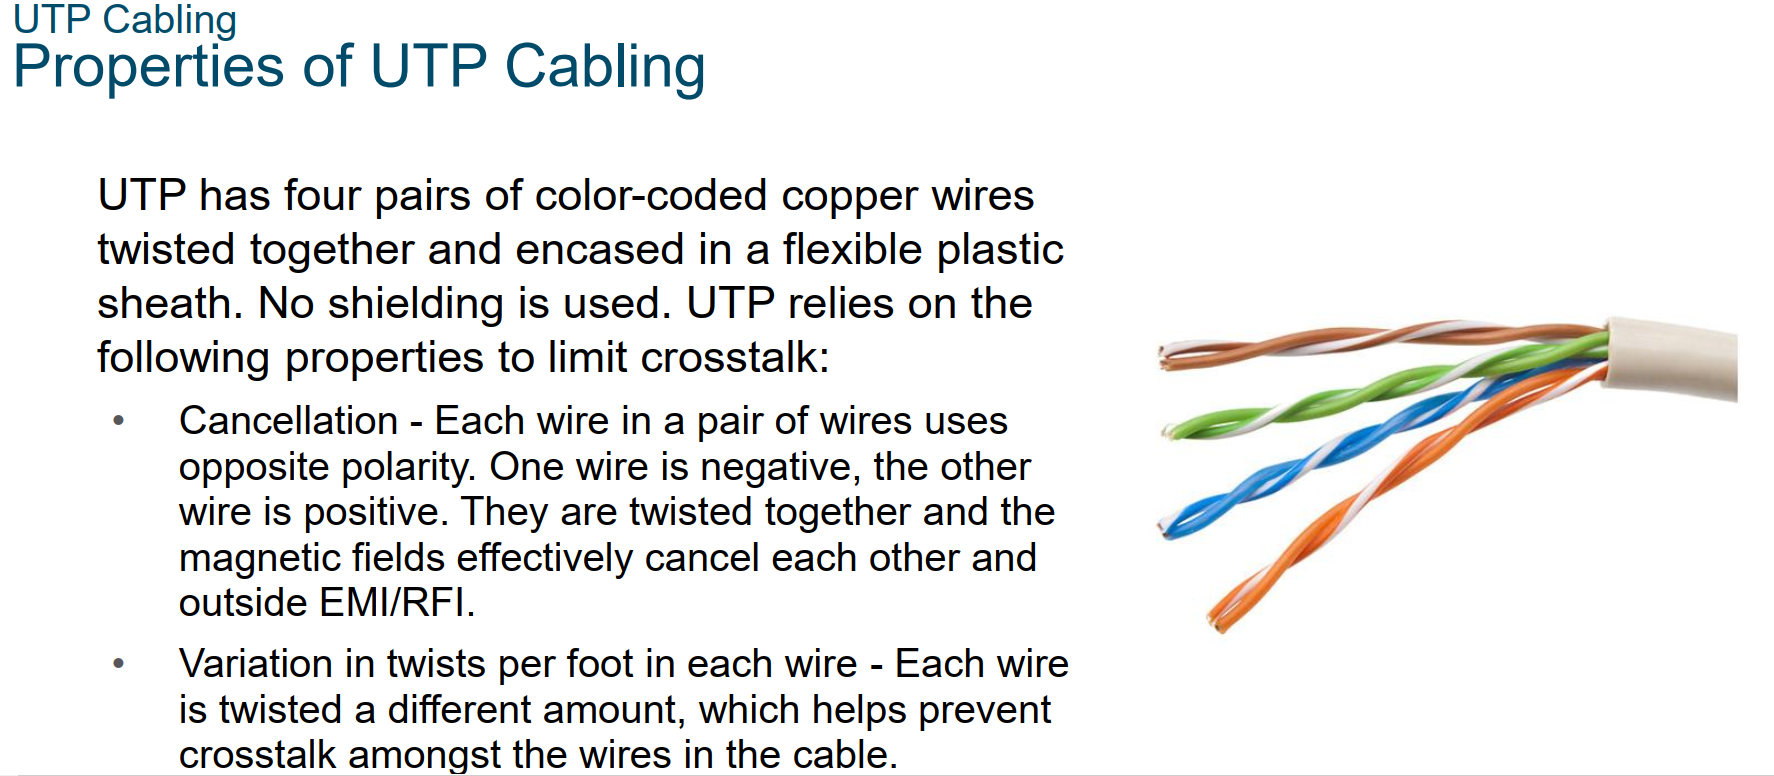 UTP Cabling
Properties of UTP Cabling
UTP has four pairs of color-coded copper wires
twisted together and encased in a flexible plastic
sheath. No shielding is used. UTP relies on the
following properties to limit crosstalk:
• Cancellation - Each wire in a pair of wires uses
opposite polarity. One wire is negative, the other
wire is positive. They are twisted together and the
magnetic fields effectively cancel each other and
outside EMI/RFI.
• Variation in twists per foot in each wire - Each wire
is twisted a different amount, which helps prevent
crosstalk amongst the wires in the cable.